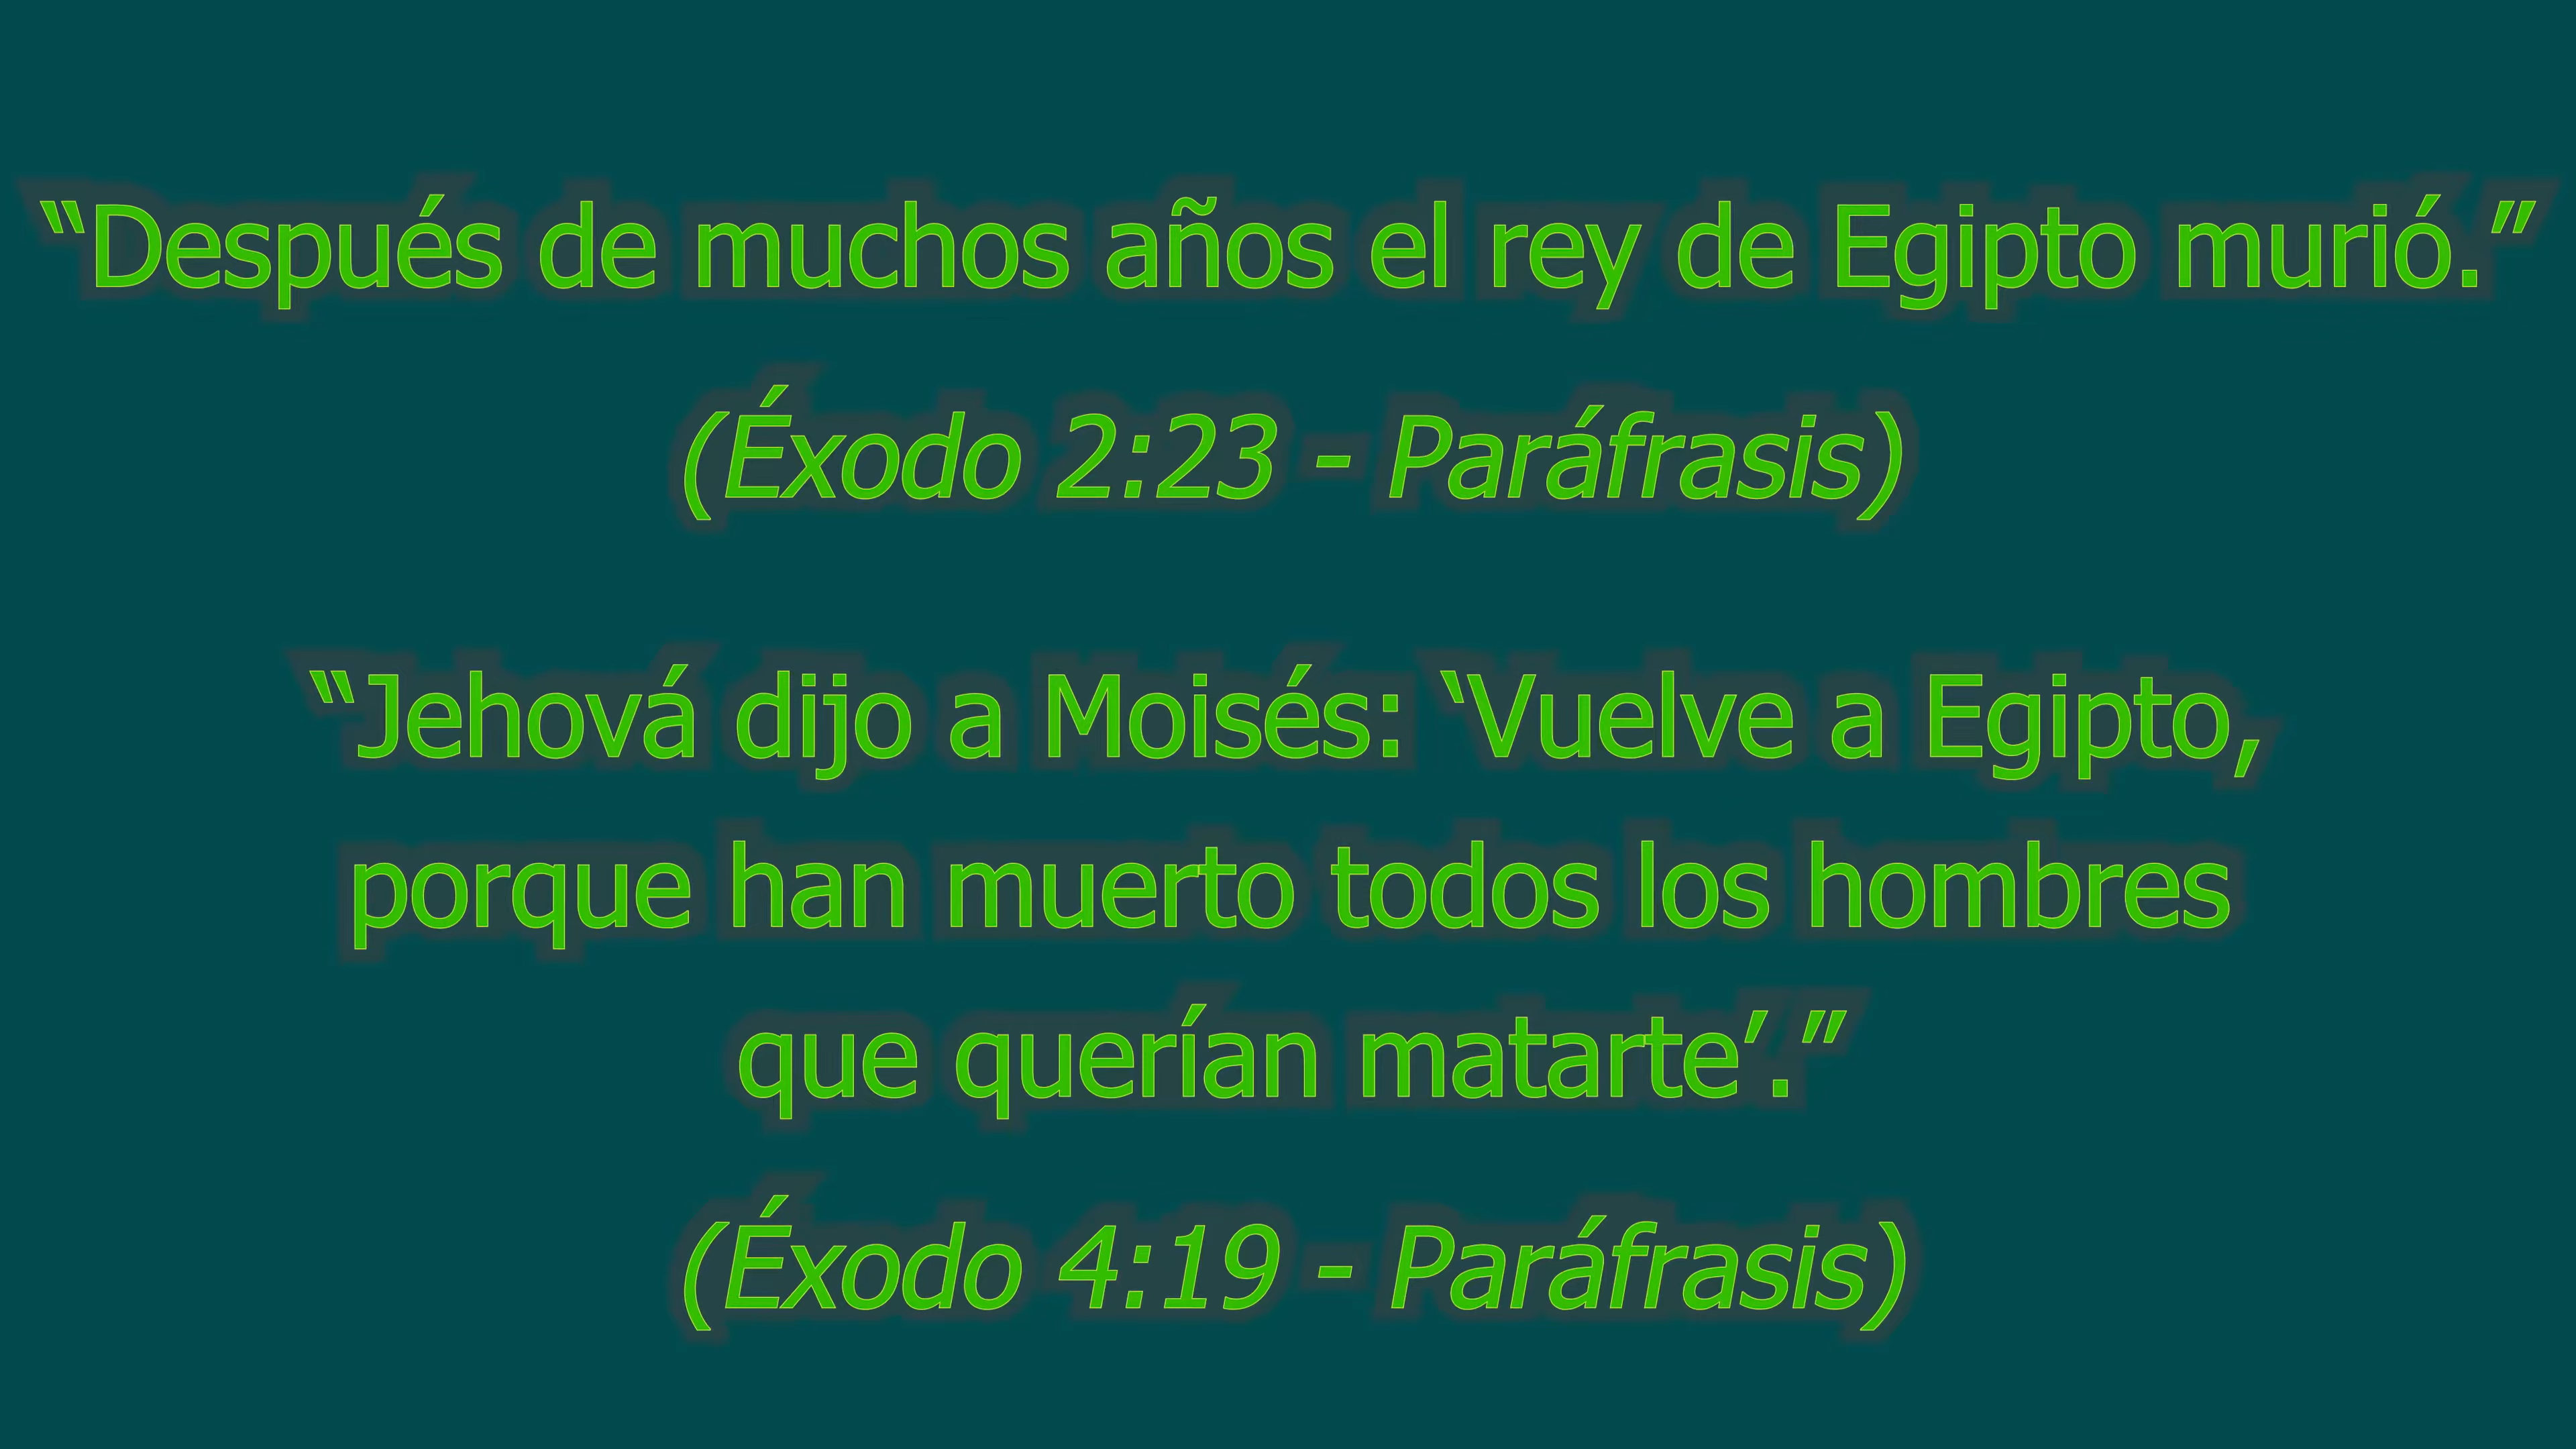 “Después de muchos años el rey de Egipto murió.”
(Éxodo 2:23 - Paráfrasis)
“Jehová dijo a Moisés: ‘Vuelve a Egipto,
porque han muerto todos los hombres
que querían matarte’.”
(Éxodo 4:19 - Paráfrasis)